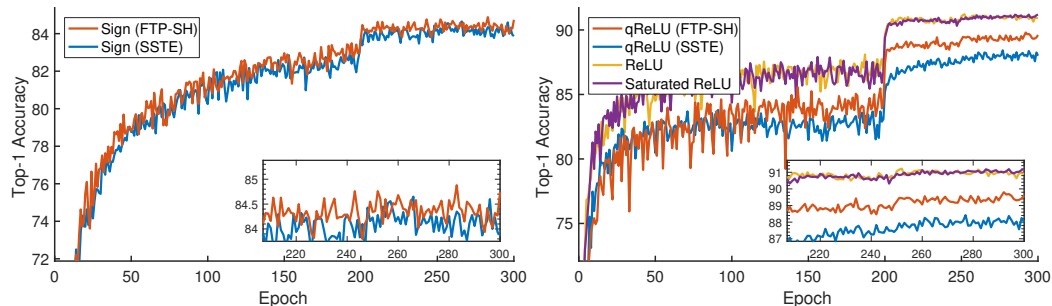 Sign (FTP-SH)
Sign (SSTE)
Top-1 Accuracy
84
82
80
78
76
74
72
85
84.5
84
220 240 260 280 300
0 50 100 150 200 250 300
Epoch
qReLU (FTP-SH)
qReLU (SSTE)
ReLU
Saturated ReLU
Top-1 Accuracy
90
85
80
75
91
90
89
88
87
220 240 260 280 300
0 50 100 150 200 250 300
Epoch